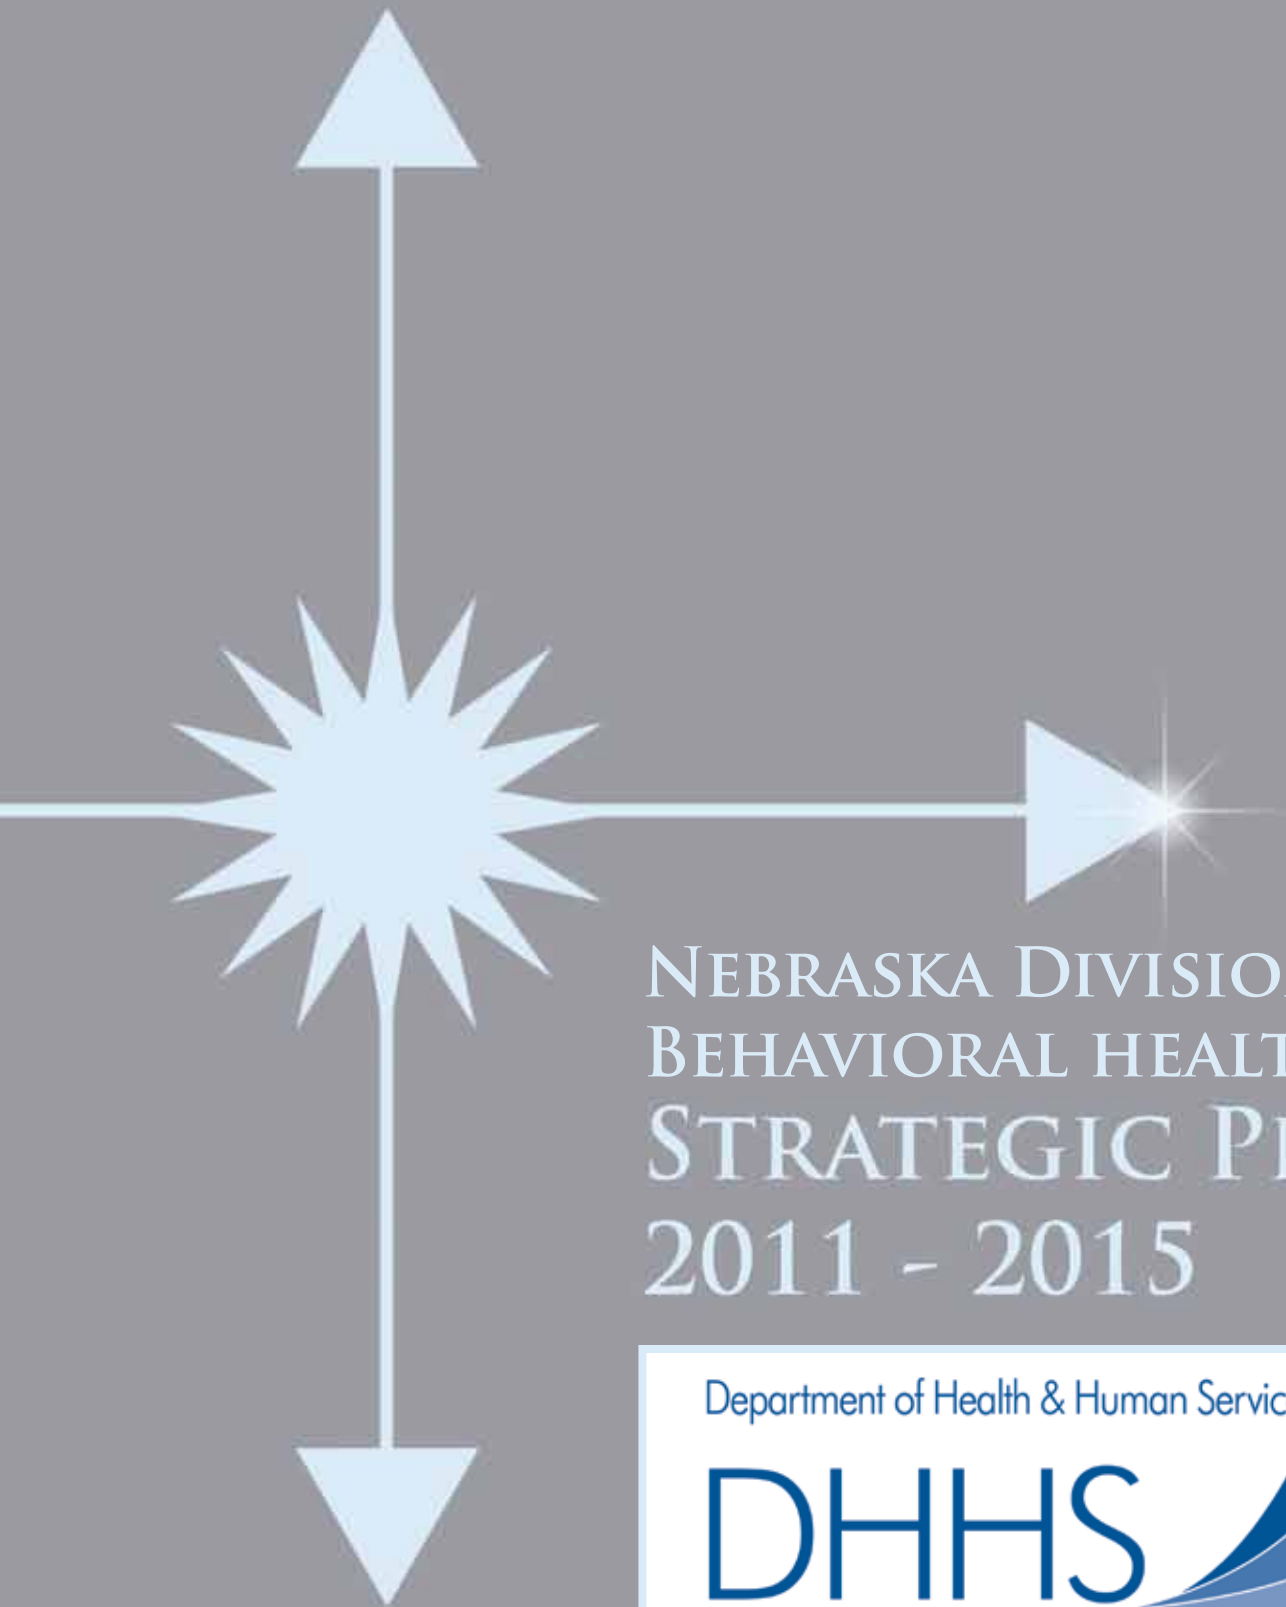 NEBRASKA DIVISIO
BEHAVIORAL HEALT
STRATEGIC P
2011 - 2015
Department of Health & Human Servic
DHHS